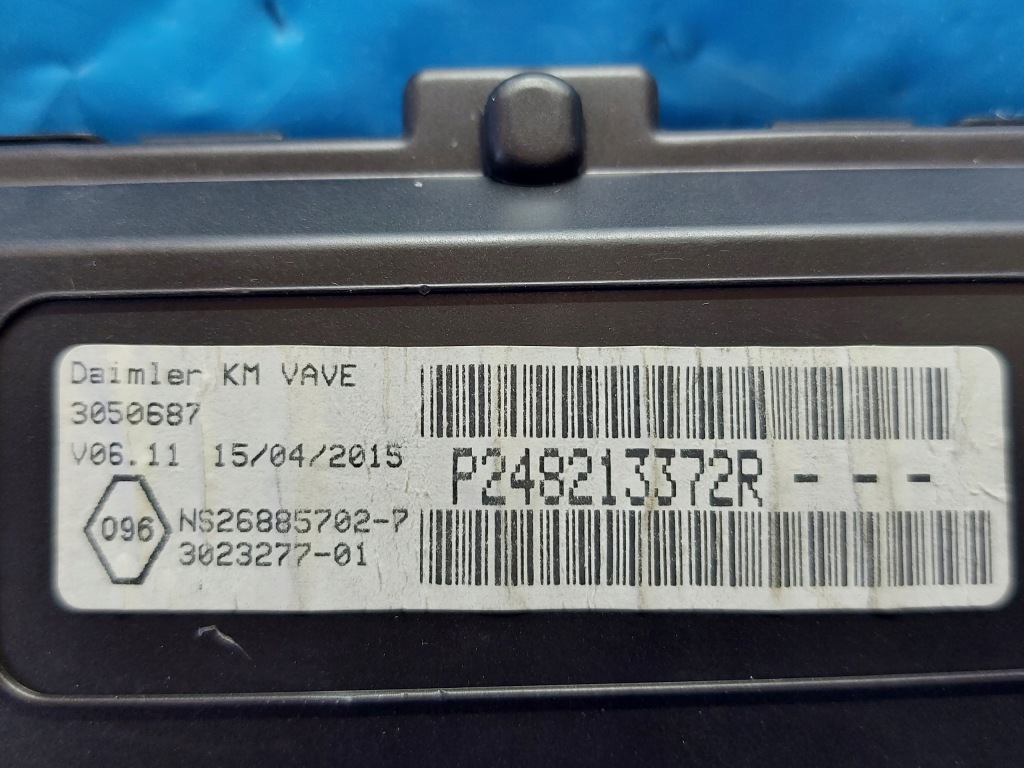 Daimler KM VAVE
3050687
V06.11 15/04/2015
P248213372R - - -
096
NS26885702-7
3023277-01